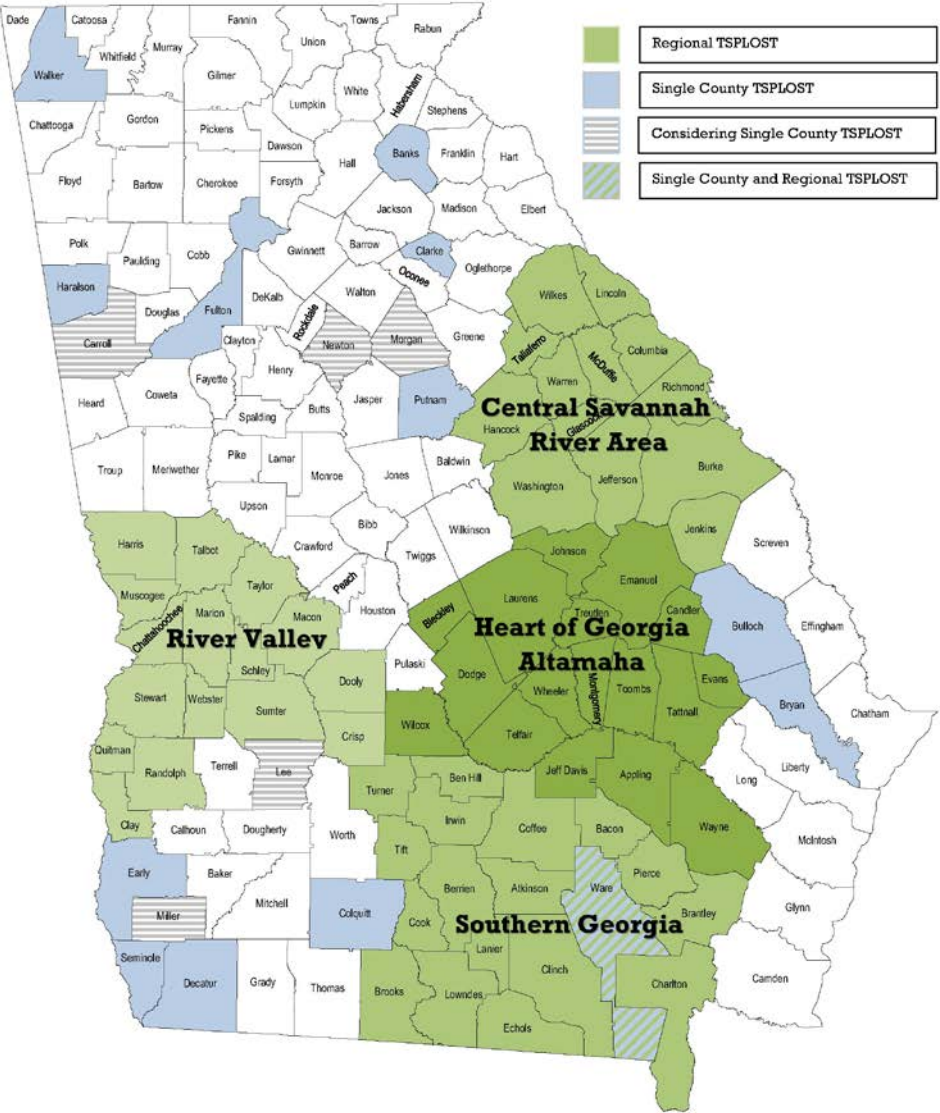 Dade
Catoosa
Fannin
Towns
Rabun
Union
Murray
Whitfield
Walker
Gilmer
White
Habersham
Lumpkin
Stephens
Chattooga
Gordon
Pickens
Dawson
Hall
Banks
Franklin
Hart
Floyd
Bartow
Cherokee
Forsyth
Jackson
Madison
Elbert
Polk
Paulding
Cobb
Gwinnett
Barrow
Clarke
Oconee
Oglethorpe
Haralson
Douglas
Fulton
DeKalb
Rockdale
Walton
Wilkes
Lincoln
Carroll
Clayton
Newton
Morgan
Greene
Taliaferro
McDuffie
Columbia
Heard
Coweta
Fayette
Henry
Spalding
Butts
Jasper
Putnam
Warren
Richmond
Central Savannah
River Area
Hancock
Glascock
Troup
Meriwether
Pike
Lamar
Monroe
Jones
Baldwin
Washington
Jefferson
Burke
Upson
Bibb
Wilkinson
Jenkins
Screven
Crawford
Twiggs
Harris
Talbot
Taylor
Peach
Houston
Johnson
Emanuel
Laurens
Treutlen
Candler
Bulloch
Effingham
Muscogee
Chattahoochee
Marion
Macon
River Valley
Schley
Bleckley
Heart of Georgia
Altamaha
Pulaski
Dodge
Wheeler
Montgomery
Toombs
Evans
Tattnall
Bryan
Chatham
Stewart
Webster
Sumter
Dooly
Crisp
Wilcox
Telfair
Quitman
Randolph
Terrell
Lee
Turner
Ben Hill
Jeff Davis
Appling
Long
Liberty
Clay
Calhoun
Dougherty
Worth
Irwin
Coffee
Bacon
Wayne
McIntosh
Tift
Early
Baker
Mitchell
Miller
Colquitt
Berrien
Atkinson
Ware
Pierce
Cook
Southern Georgia
Brantley
Glynn
Lanier
Clinch
Charlton
Camden
Seminole
Decatur
Grady
Thomas
Brooks
Lowndes
Echols
Regional TSPLOST
Single County TSPLOST
Considering Single County TSPLOST
Single County and Regional TSPLOST